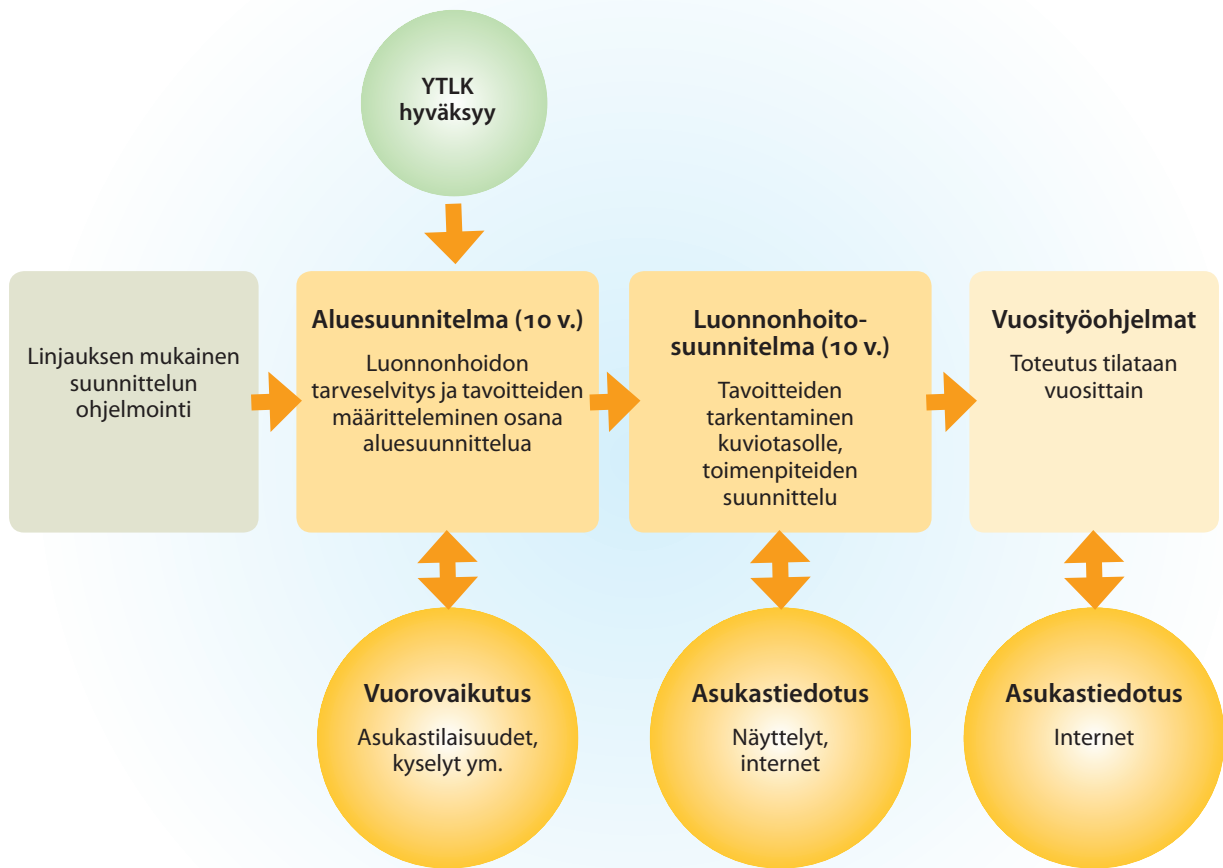 YTLK
hyväksyy
Linjauksen mukainen
suunnittelun
ohjelmointi
Aluesuunnitelma (10 v.)
Luonnonhoidon
tarveselvitys ja tavoitteiden
määritteleminen osana
aluesuunnittelua
Luonnonhoito-
suunnitelma (10 v.)
Tavoitteiden
tarkentaminen
kuviotasolle,
toimenpiteiden
suunnittelu
Vuosityöohjelmat
Toteutus tilataan
vuosittain
Vuorovaikutus
Asukastilaisuudet,
kyselyt ym.
Asukastiedotus
Näyttelyt,
internet
Asukastiedotus
Internet